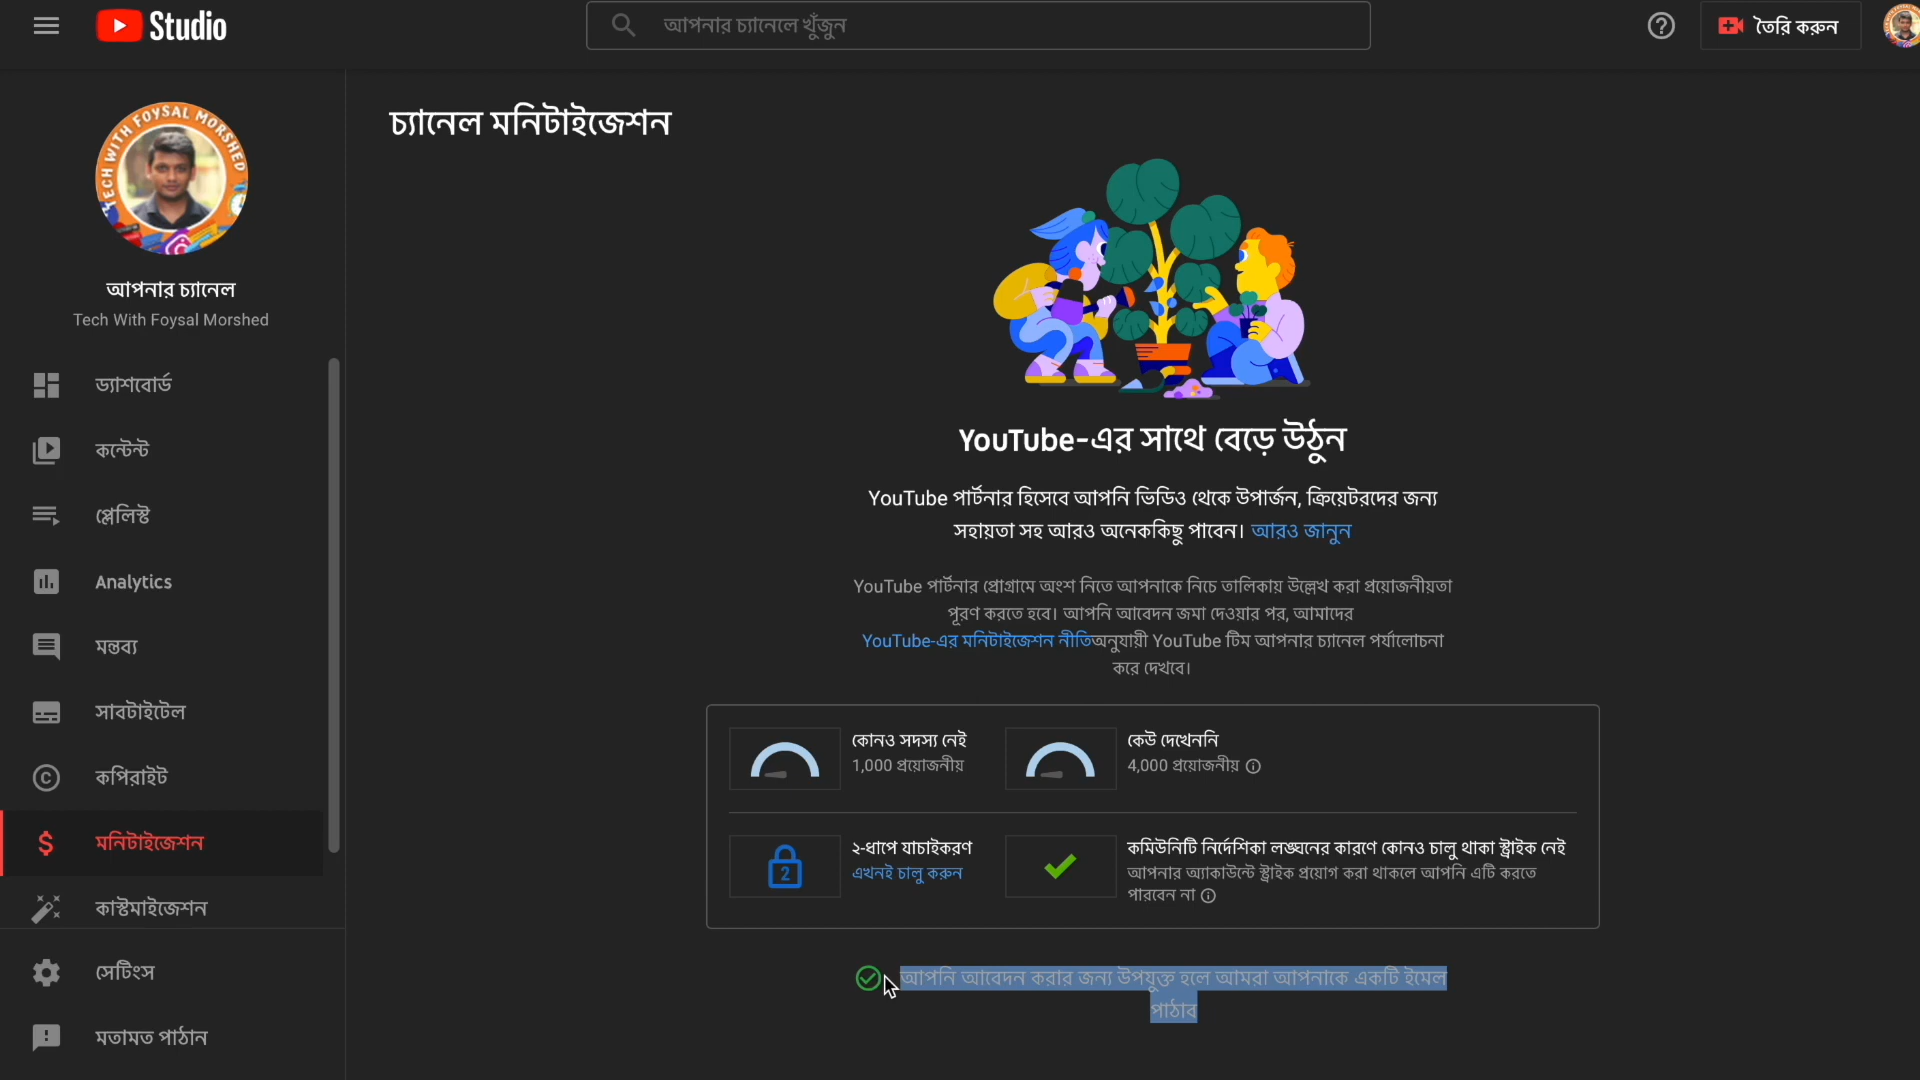 Studio
আপনার চ্যানেলে খুঁজুন
তৈরি করুন
TECH WITH FOYSAL MORSHED
আপনার চ্যানেল
Tech With Foysal Morshed
ড্যাশবোর্ড
কন্টেন্ট
প্লেলিস্ট
Analytics
মন্তব্য
সাবটাইটেল
কপিরাইট
মনিটাইজেশন
কাস্টমাইজেশন
সেটিংস
মতামত পাঠান
চ্যানেল মনিটাইজেশন
YouTube-এর সাথে বেড়ে উঠুন
YouTube পার্টনার হিসেবে আপনি ভিডিও থেকে উপার্জন, ক্রিয়েটরদের জন্য
সহায়তা সহ আরও অনেককিছু পাবেন। আরও জানুন
YouTube পার্টনার প্রোগ্রামে অংশ নিতে আপনাকে নিচে তালিকায় উল্লেখ করা প্রয়োজনীয়তা
পূরণ করতে হবে। আপনি আবেদন জমা দেওয়ার পর, আমাদের
YouTube-এর মনিটাইজেশন নীতিঅনুযায়ী YouTube টিম আপনার চ্যানেল পর্যালোচনা
করে দেখবে।
কোনও সদস্য নেই
1,000 প্রয়োজনীয়
কেউ দেখেননি
4,000 প্রয়োজনীয়
2
২-ধাপে যাচাইকরণ
এখনই চালু করুন
কমিউনিটি নির্দেশিকা লঙ্ঘনের কারণে কোনও চালু থাকা স্ট্রাইক নেই
আপনার অ্যাকাউন্টে স্ট্রাইক প্রয়োগ করা থাকলে আপনি এটি করতে
পারবেন না
আপনি আবেদন করার জন্য উপযুক্ত হলে আমরা আপনাকে একটি ইমেল
পাঠাব